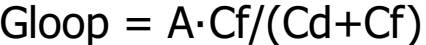 Gloop = A·Cf/(Cd+Cf)